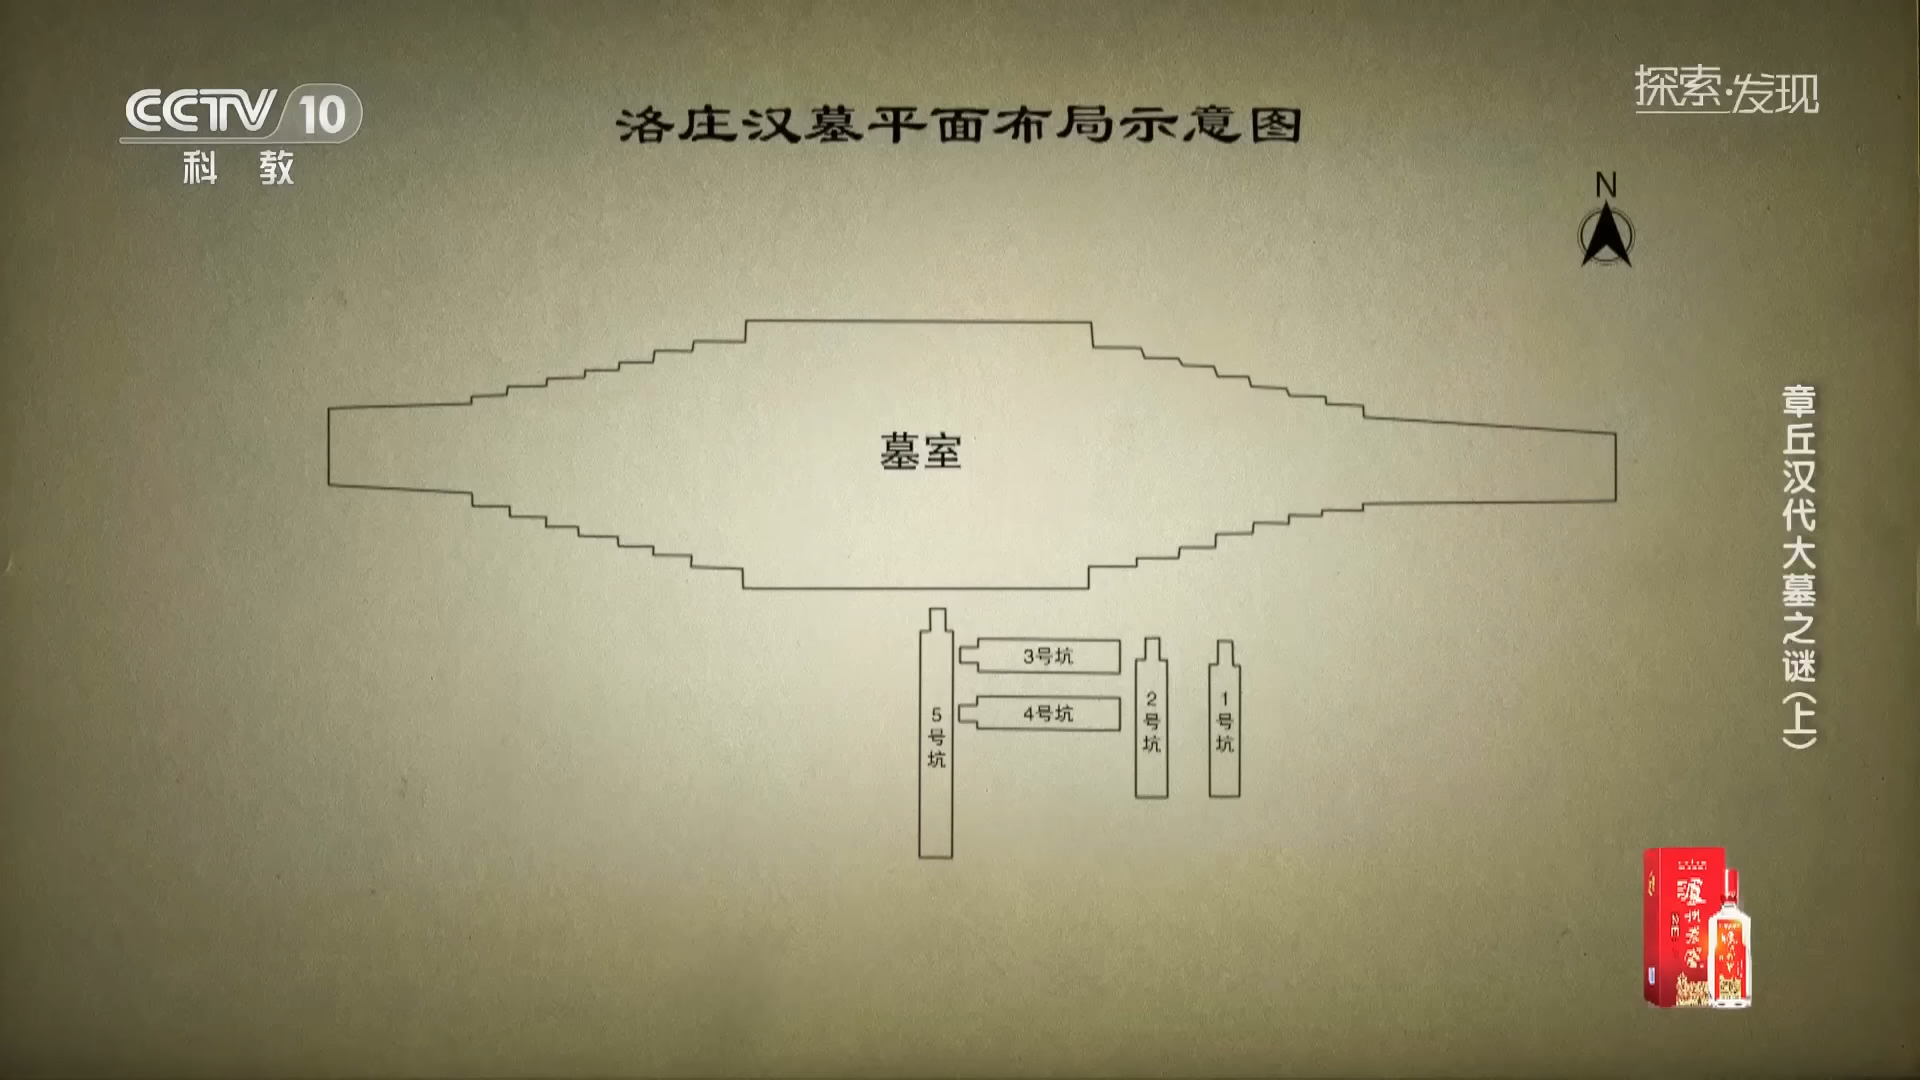 CCTV 10
科教
探索·发现
洛庄汉墓平面布局示意图
N
墓室
3号坑
4号坑
5号坑
2号坑
1号坑
章丘汉代大墓之谜(上)